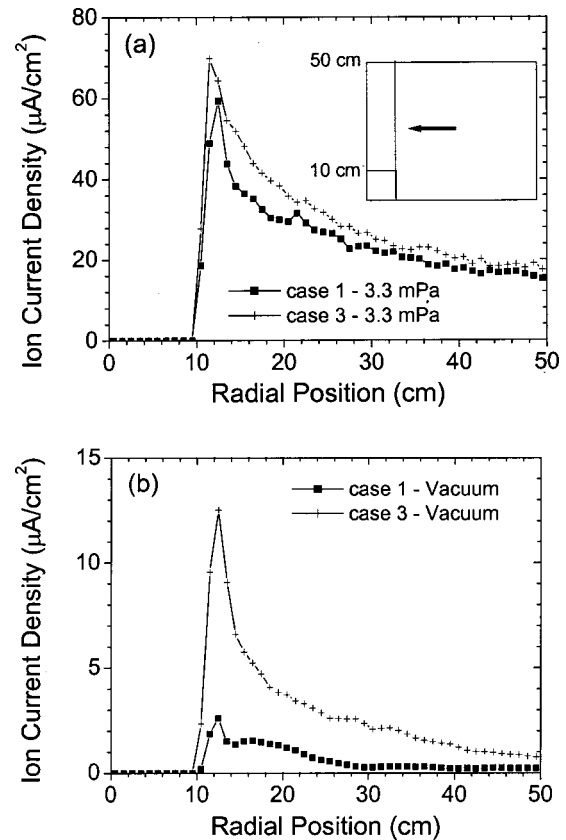 (a)
80
60
40
20
0
Ion Current Density (μA/cm²)
50 cm
10 cm
case 1 - 3.3 mPa
case 3 - 3.3 mPa
0 10 20 30 40 50
Radial Position (cm)
(b)
15
10
5
0
Ion Current Density (μA/cm²)
case 1 - Vacuum
case 3 - Vacuum
0 10 20 30 40 50
Radial Position (cm)